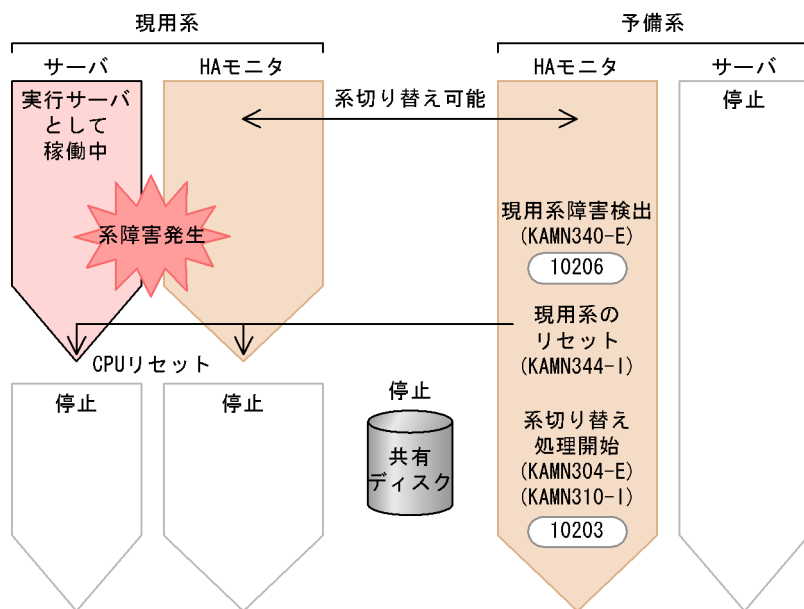 現用系
予備系
サーバ
HAモニタ
HAモニタ
サーバ
実行サーバ
として
稼働中
系切り替え可能
停止
系障害発生
現用系障害検出
(KAMN340-E)
10206
現用系の
リセット
(KAMN344-I)
CPUリセット
停止
停止
停止
共有
ディスク
系切り替え
処理開始
(KAMN304-E)
(KAMN310-I)
10203